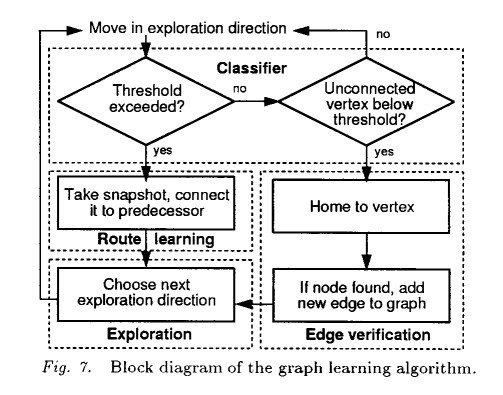 Move in exploration direction
no
Classifier
Threshold
exceeded?
no
Unconnected
vertex below
threshold?
yes
yes
Take snapshot, connect
it to predecessor
Route learning
Home to vertex
Choose next
exploration direction
Exploration
If node found, add
new edge to graph
Edge verification
Fig. 7. Block diagram of the graph learning algorithm.